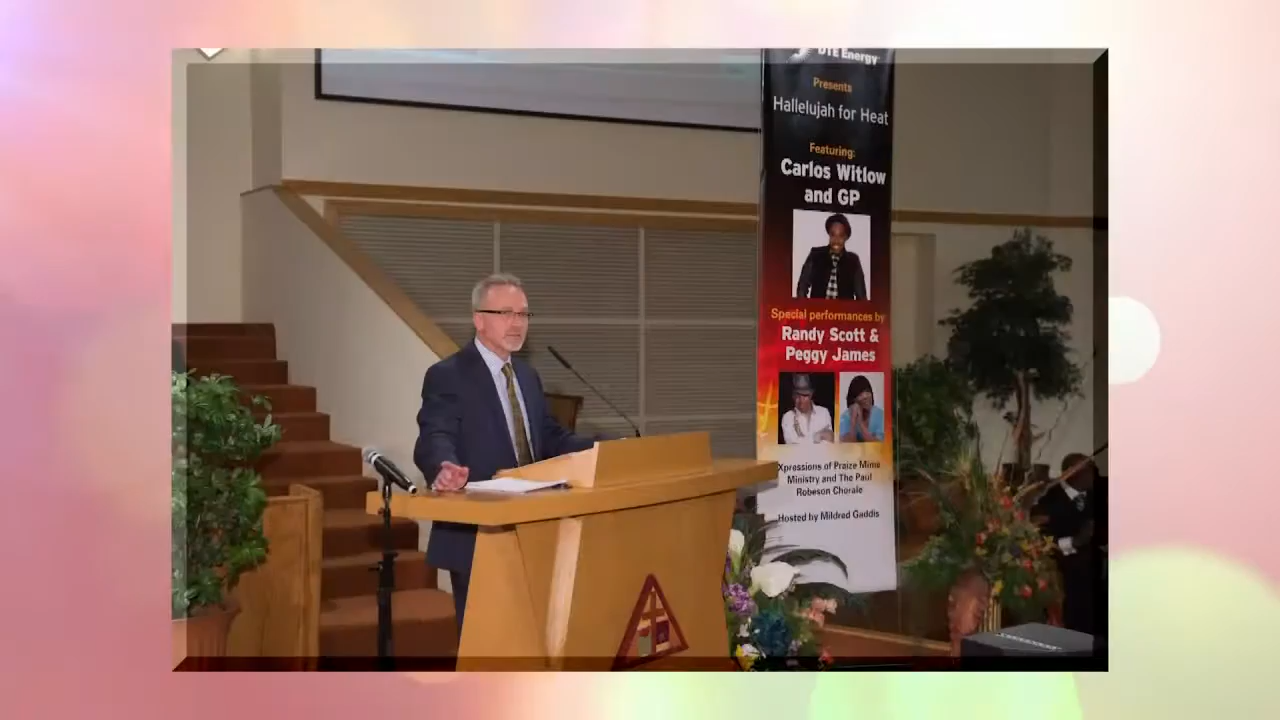 DTE Energy
Presents
Hallelujah for Heat
Featuring:
Carlos Witlow
and GP
Special performances by
Randy Scott &
Peggy James
Xpressions of Praize Mime
Ministry and The Paul
Robeson Chorale
Hosted by Mildred Gaddis